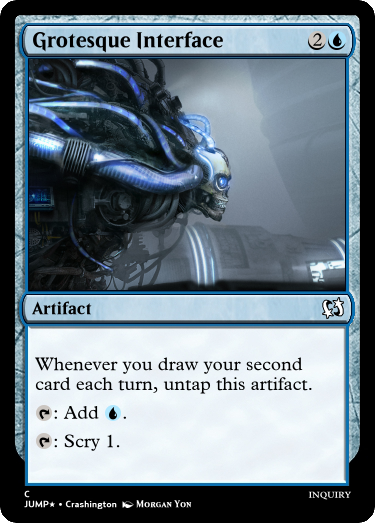 Grotesque Interface 2
Artifact
Whenever you draw your second
card each turn, untap this artifact.
: Add .
: Scry 1.
C
JUMP★ • Crashington Morgan Yon
INQUIRY